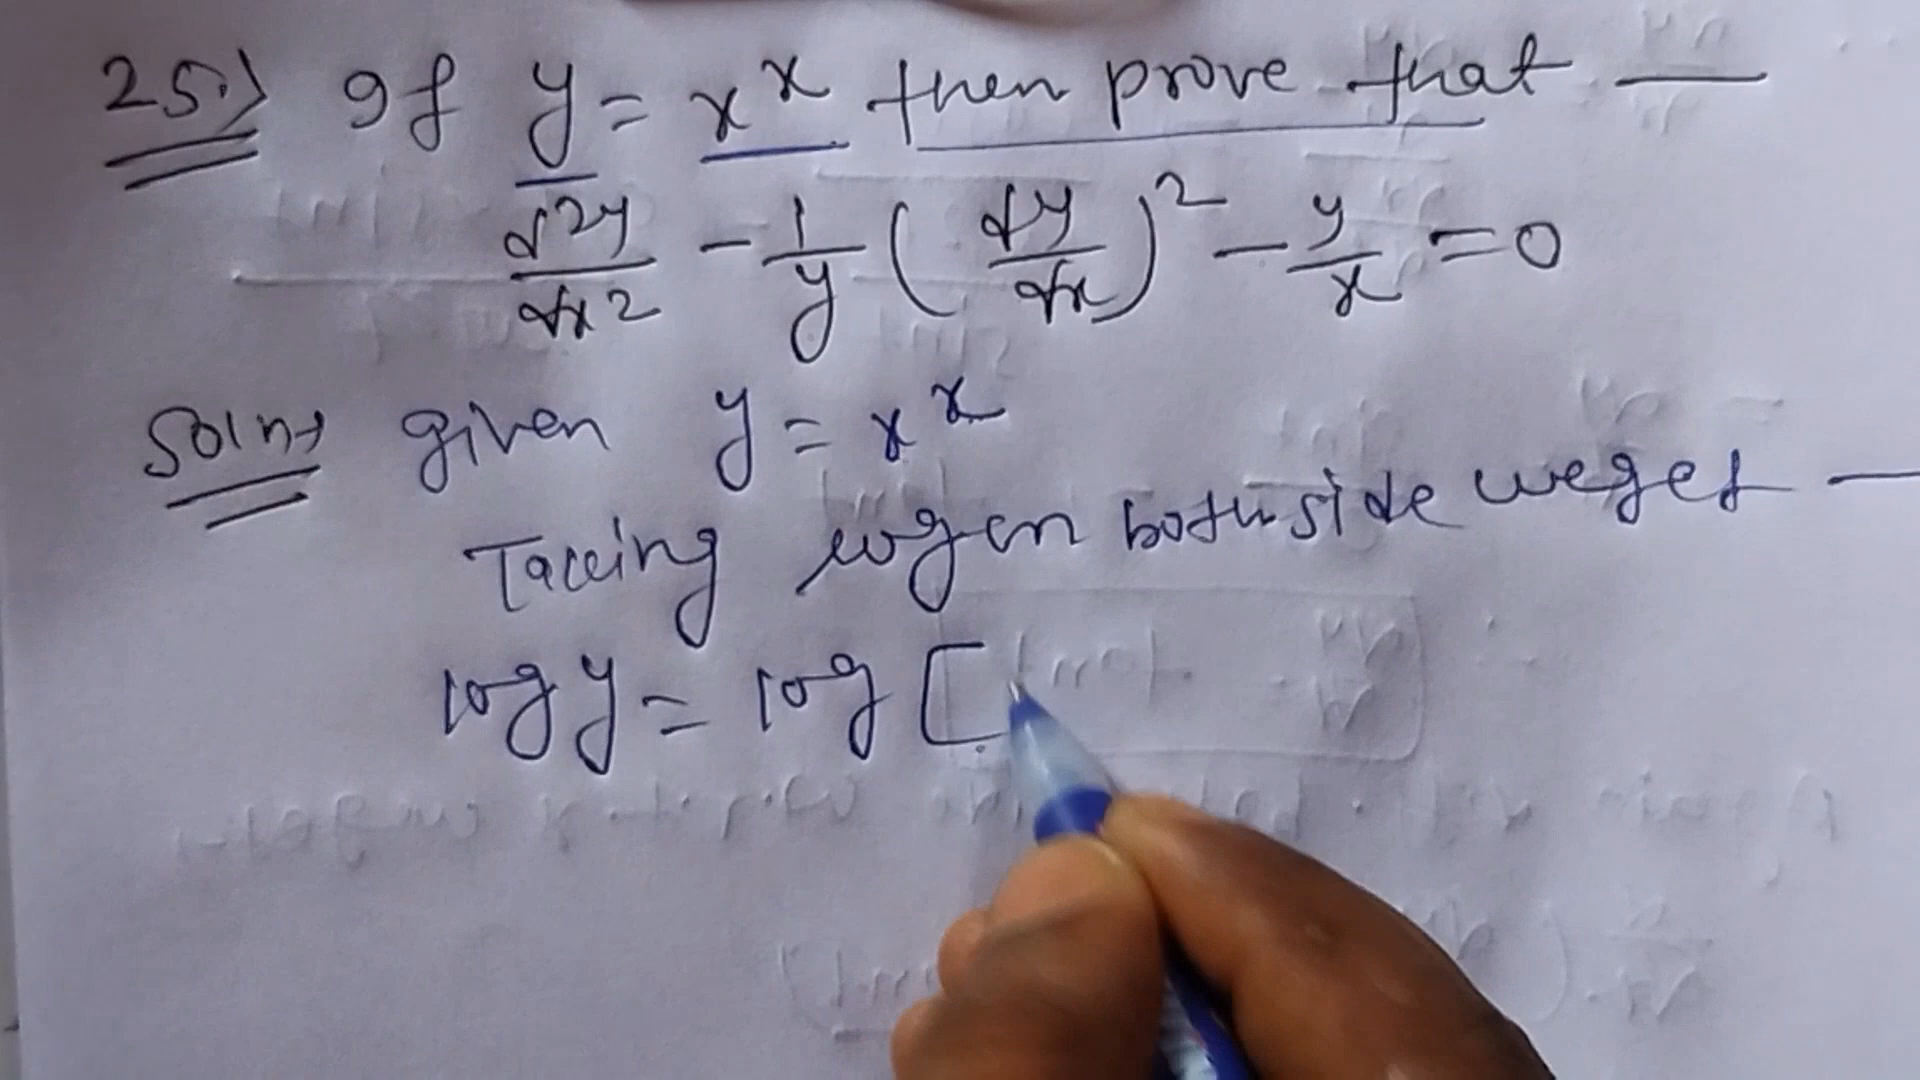 25.) If y = x^x then prove that —
d²y/dx² - 1/y (dy/dx)² - y/x = 0
Soln: given y = x^x
Taking log on both side we get —
log y = log [